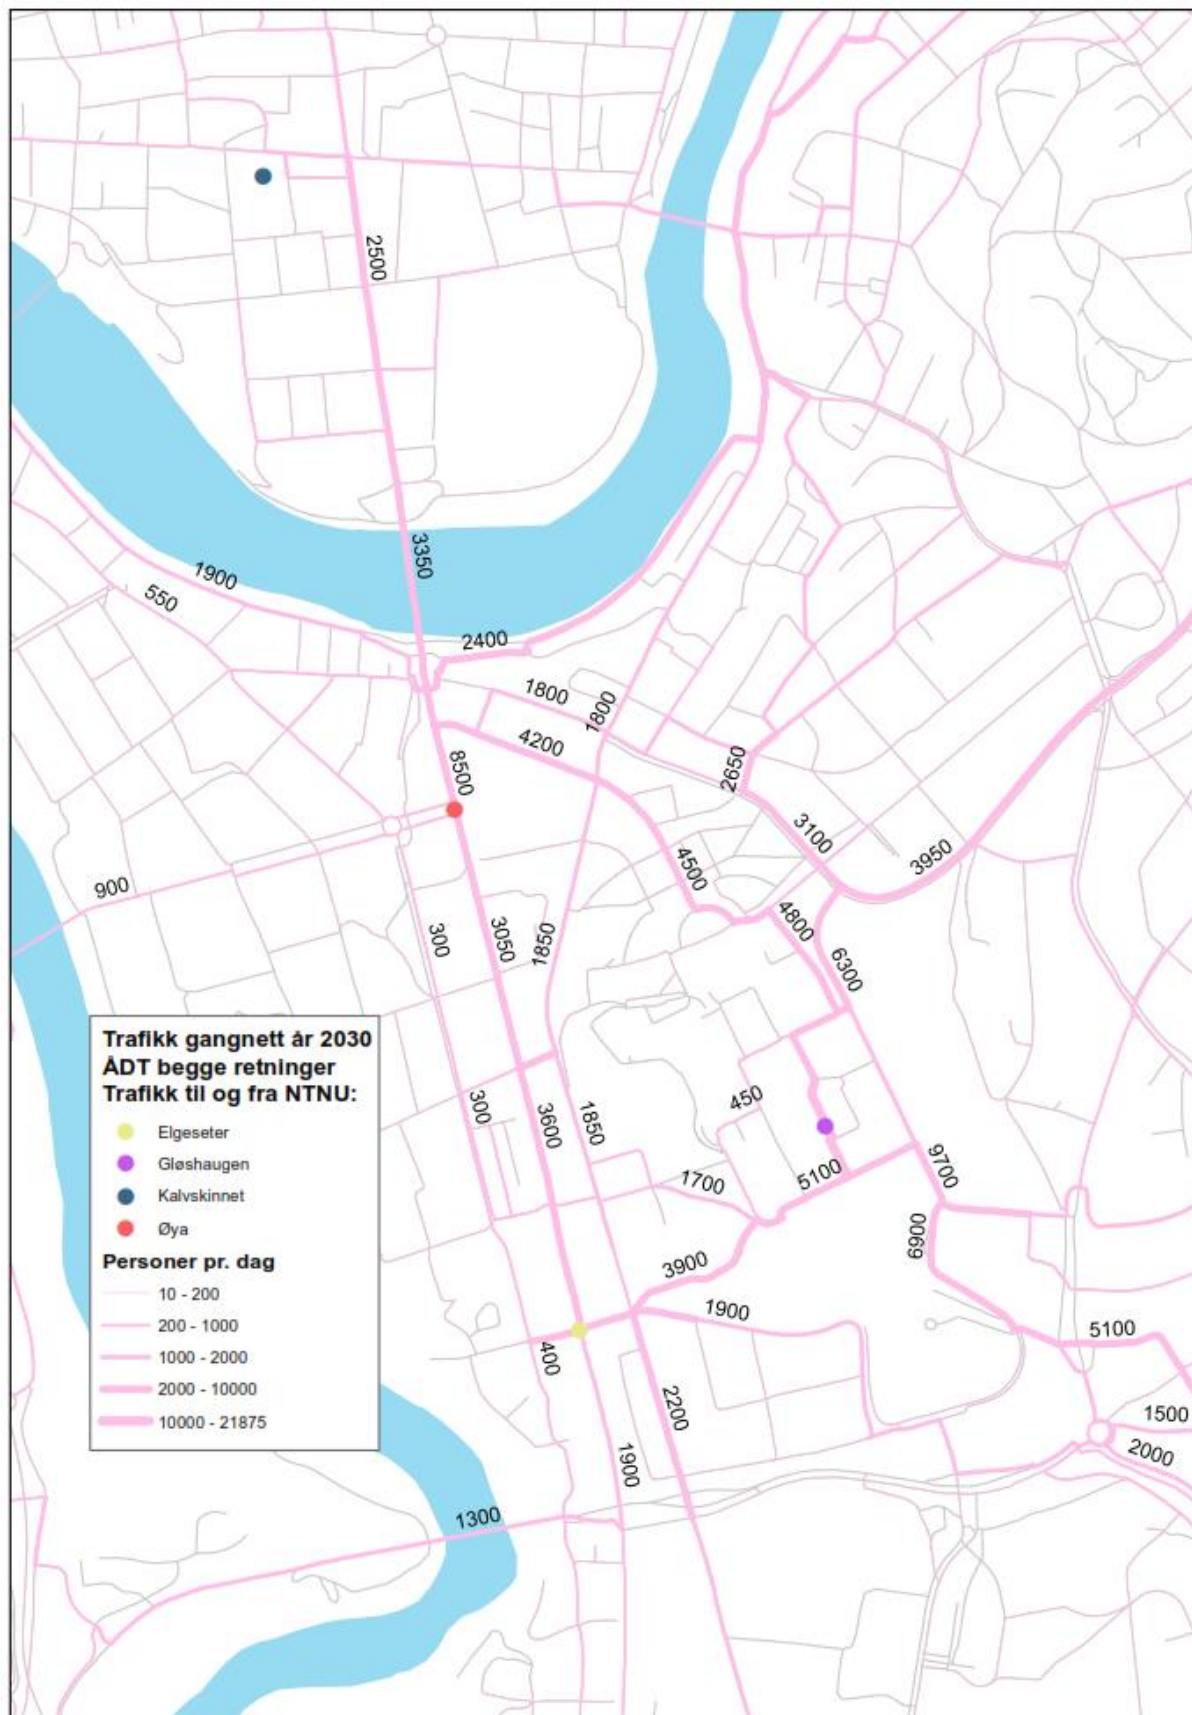 2500
3350
1900
550
2400
1800
1800
4200
2650
8500
3100
3950
4500
900
4800
300
3050
1850
6300
Trafikk gangnett år 2030
ÅDT begge retninger
Trafikk til og fra NTNU:
Elgeseter
Gløshaugen
Kalvskinnet
Øya
Personer pr. dag
10 - 200
200 - 1000
1000 - 2000
2000 - 10000
10000 - 21875
450
300
3600
1850
1700
5100
9700
6900
3900
1900
5100
400
2200
1500
2000
1900
1300